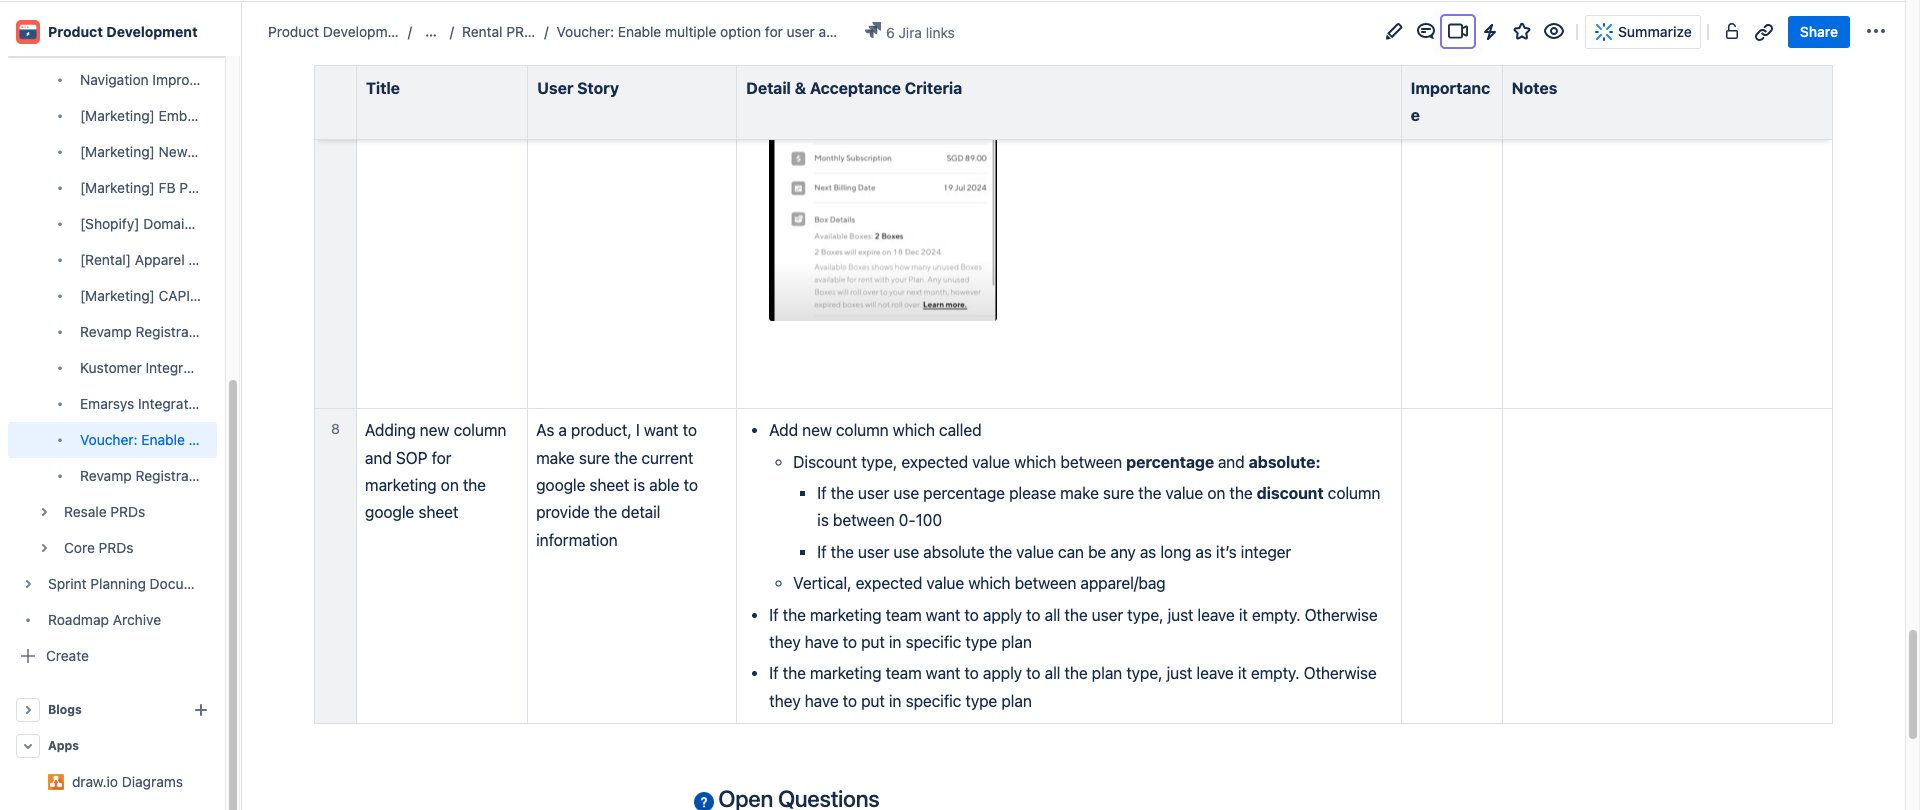 Product Development
Product Developm... / ... / Rental PR... / Voucher: Enable multiple option for user a...
6 Jira links
Summarize
Share
Navigation Impro...
[Marketing] Emb...
[Marketing] New...
[Marketing] FB P...
[Shopify] Domai...
[Rental] Apparel ...
[Marketing] CAPI...
Revamp Registra...
Kustomer Integr...
Emarsys Integrat...
Voucher: Enable ...
Revamp Registra...
Resale PRDs
Core PRDs
Sprint Planning Docu...
Roadmap Archive
Create
Blogs
Apps
draw.io Diagrams
Title
User Story
Detail & Acceptance Criteria
Importanc
e
Notes
Monthly Subscription SGD 89.00
Next Billing Date 19 Jul 2024
Box Details
Available Boxes: 2 Boxes
2 Boxes will expire on 18 Dec 2024
Available Boxes shows how many unused Boxes
available for rent with your Plan. Any unused
Boxes will roll over to your next month, however
expired boxes will not roll over. Learn more.
8
Adding new column
and SOP for
marketing on the
google sheet
As a product, I want to
make sure the current
google sheet is able to
provide the detail
information
• Add new column which called
Discount type, expected value which between percentage and absolute:
If the user use percentage please make sure the value on the discount column
is between 0-100
If the user use absolute the value can be any as long as it’s integer
Vertical, expected value which between apparel/bag
• If the marketing team want to apply to all the user type, just leave it empty. Otherwise
they have to put in specific type plan
• If the marketing team want to apply to all the plan type, just leave it empty. Otherwise
they have to put in specific type plan
Open Questions